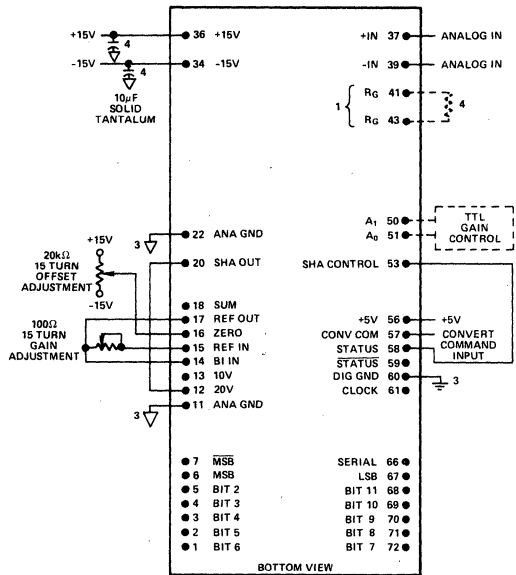 +15V 4 36 +15V +IN 37 ANALOG IN
-15V 4 34 -15V -IN 39 ANALOG IN
10μF
SOLID
TANTALUM
1 { RG 41 4
RG 43
A1 50 TTL
A0 51 GAIN
CONTROL
3 22 ANA GND
+15V 20 SHA OUT SHA CONTROL 53
20kΩ
15 TURN
OFFSET
ADJUSTMENT
-15V
18 SUM
17 REF OUT +5V 56 +5V
16 ZERO CONV COM 57 CONVERT
COMMAND
INPUT
100Ω
15 TURN
GAIN
ADJUSTMENT
15 REF IN STATUS 58
14 BI IN STATUS 59
13 10V DIG GND 60 3
12 20V CLOCK 61
3 11 ANA GND
7 MSB SERIAL 66
6 MSB LSB 67
5 BIT 2 BIT 11 68
4 BIT 3 BIT 10 69
3 BIT 4 BIT 9 70
2 BIT 5 BIT 8 71
1 BIT 6 BIT 7 72
BOTTOM VIEW